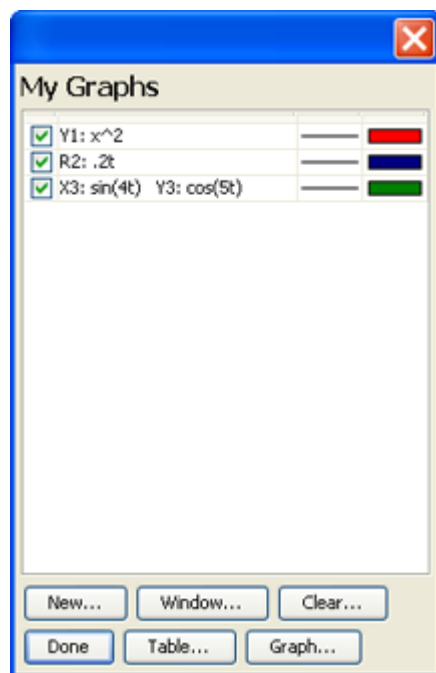 My Graphs
Y1: x^2
R2: .2t
X3: sin(4t) Y3: cos(5t)
New... Window... Clear...
Done Table... Graph...